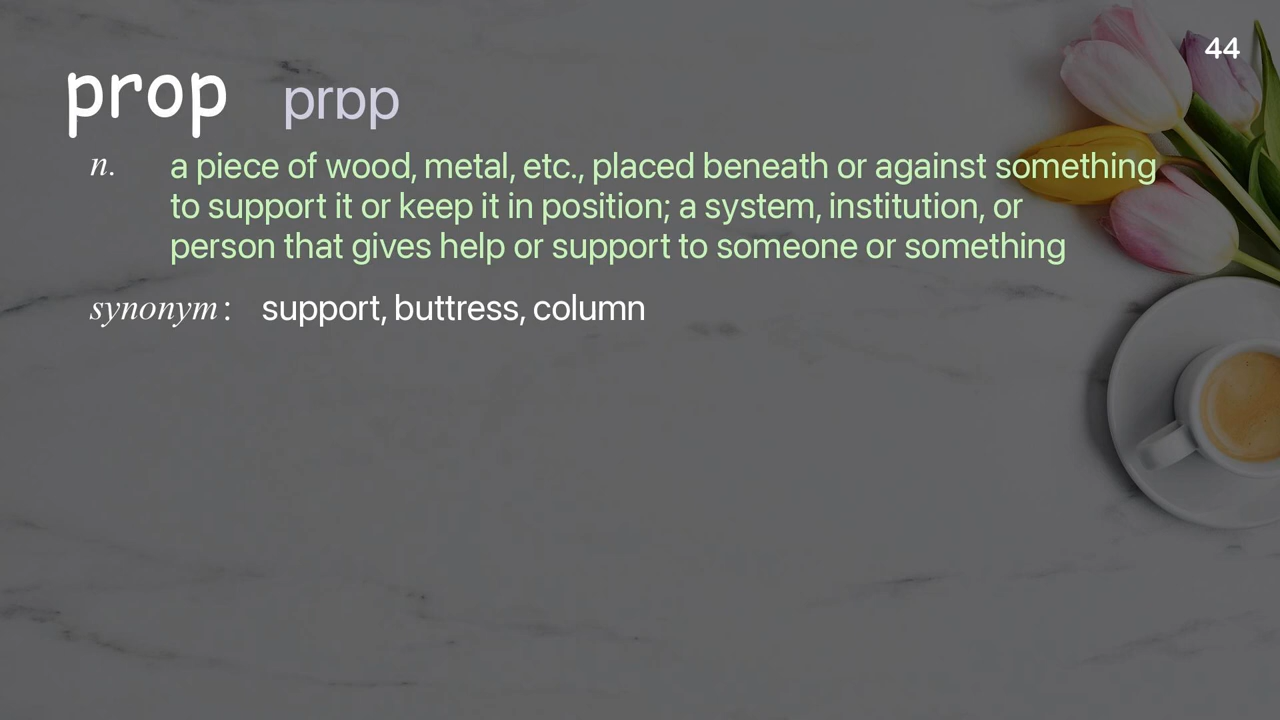 44
prop prɒp
n. a piece of wood, metal, etc., placed beneath or against something
to support it or keep it in position; a system, institution, or
person that gives help or support to someone or something
synonym: support, buttress, column